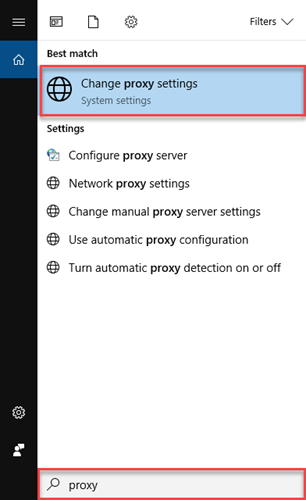 Filters
Best match
Change proxy settings
System settings
Settings
Configure proxy server
Network proxy settings
Change manual proxy server settings
Use automatic proxy configuration
Turn automatic proxy detection on or off
proxy